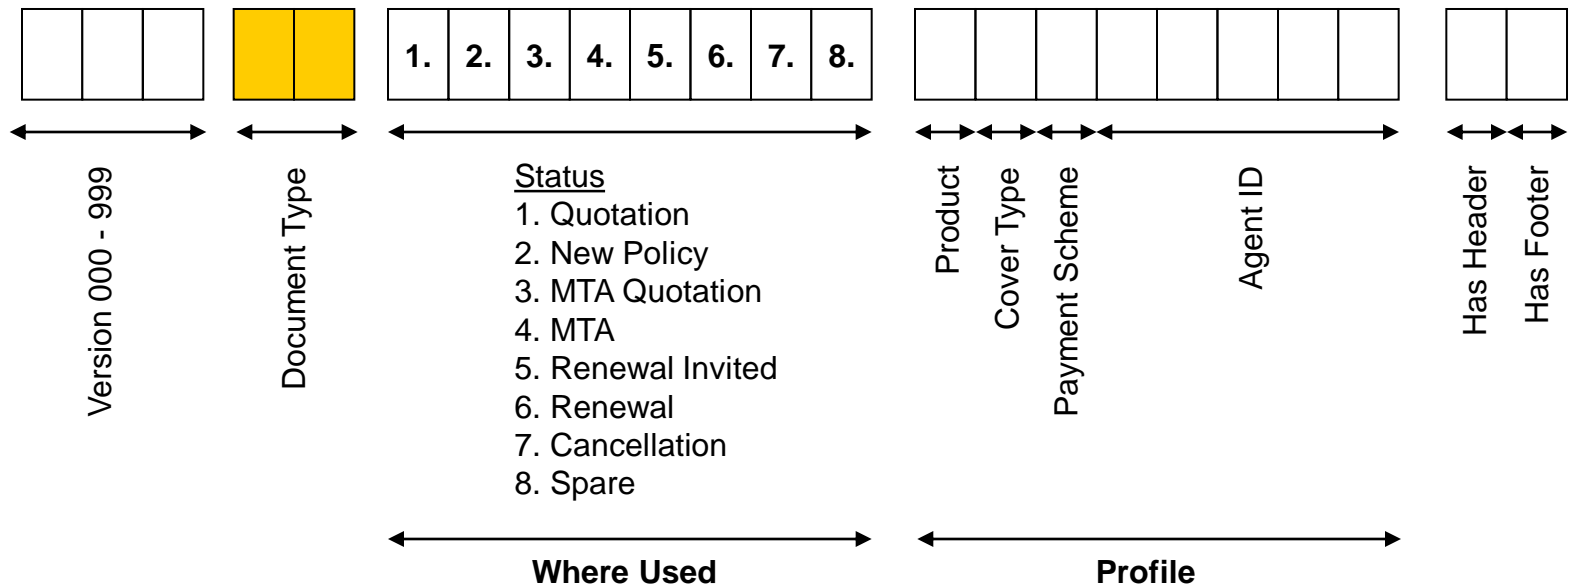 1. 2. 3. 4. 5. 6. 7. 8.
Version 000 - 999
Document Type
Status
1. Quotation
2. New Policy
3. MTA Quotation
4. MTA
5. Renewal Invited
6. Renewal
7. Cancellation
8. Spare
Product
Cover Type
Payment Scheme
Agent ID
Has Header
Has Footer
Where Used
Profile